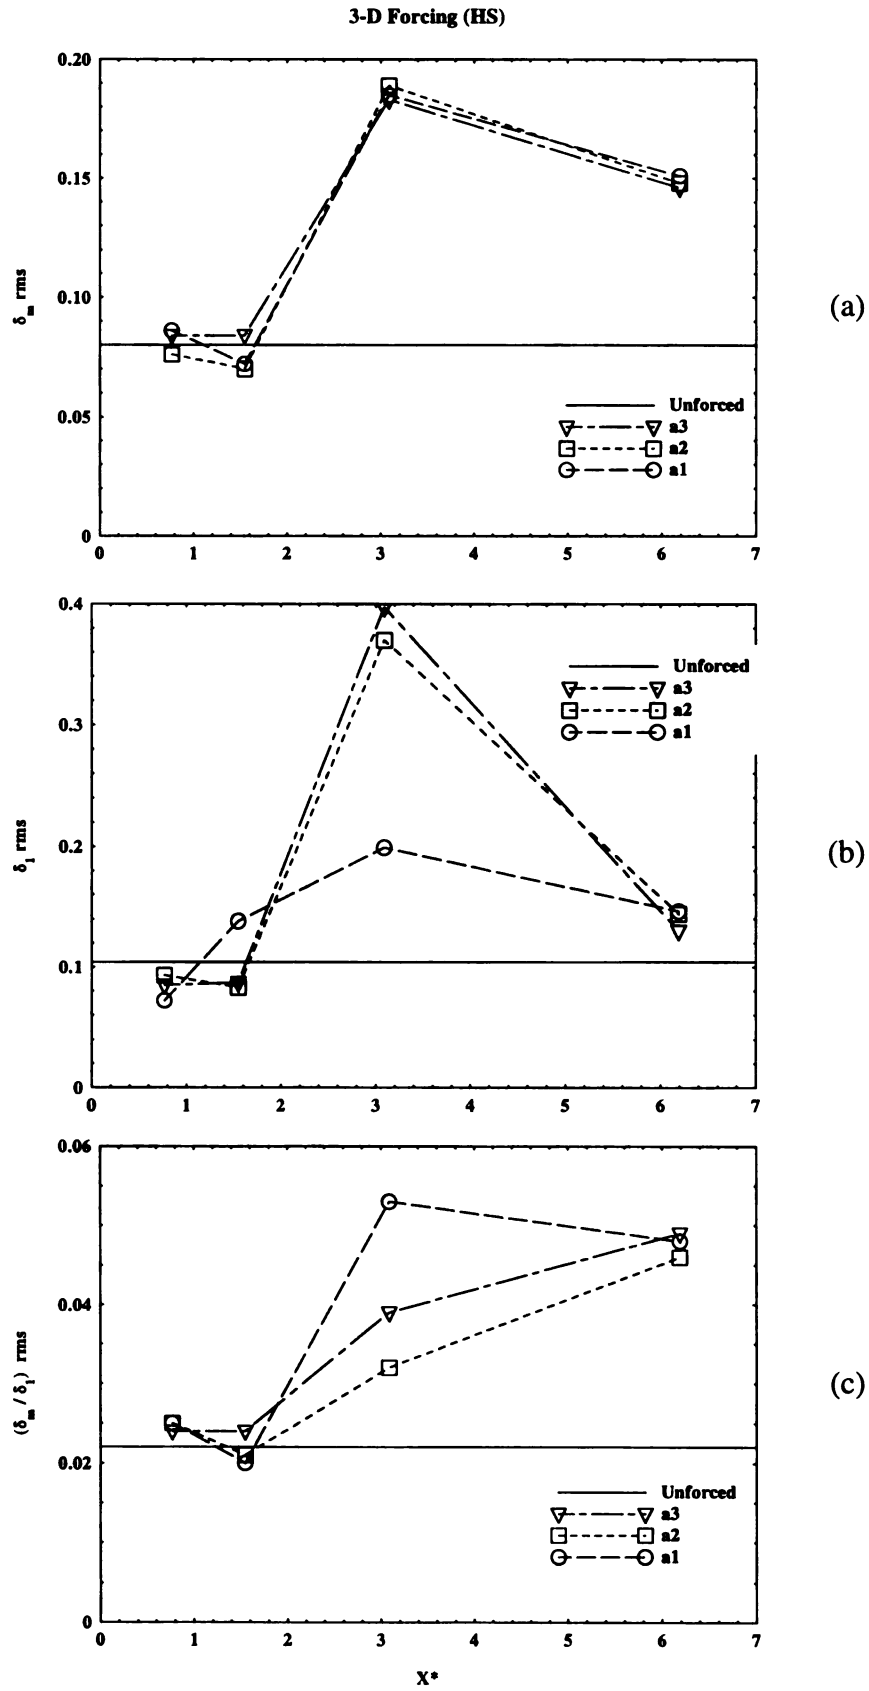 3-D Forcing (HS)
0.20
0.15
0.10
0.05
0
δm rms
0 1 2 3 4 5 6 7
Unforced
a3
a2
a1
(a)
0.4
0.3
0.2
0.1
0
δ1 rms
0 1 2 3 4 5 6 7
Unforced
a3
a2
a1
(b)
0.06
0.04
0.02
0
(δm / δ1) rms
0 1 2 3 4 5 6 7
Unforced
a3
a2
a1
(c)
X*